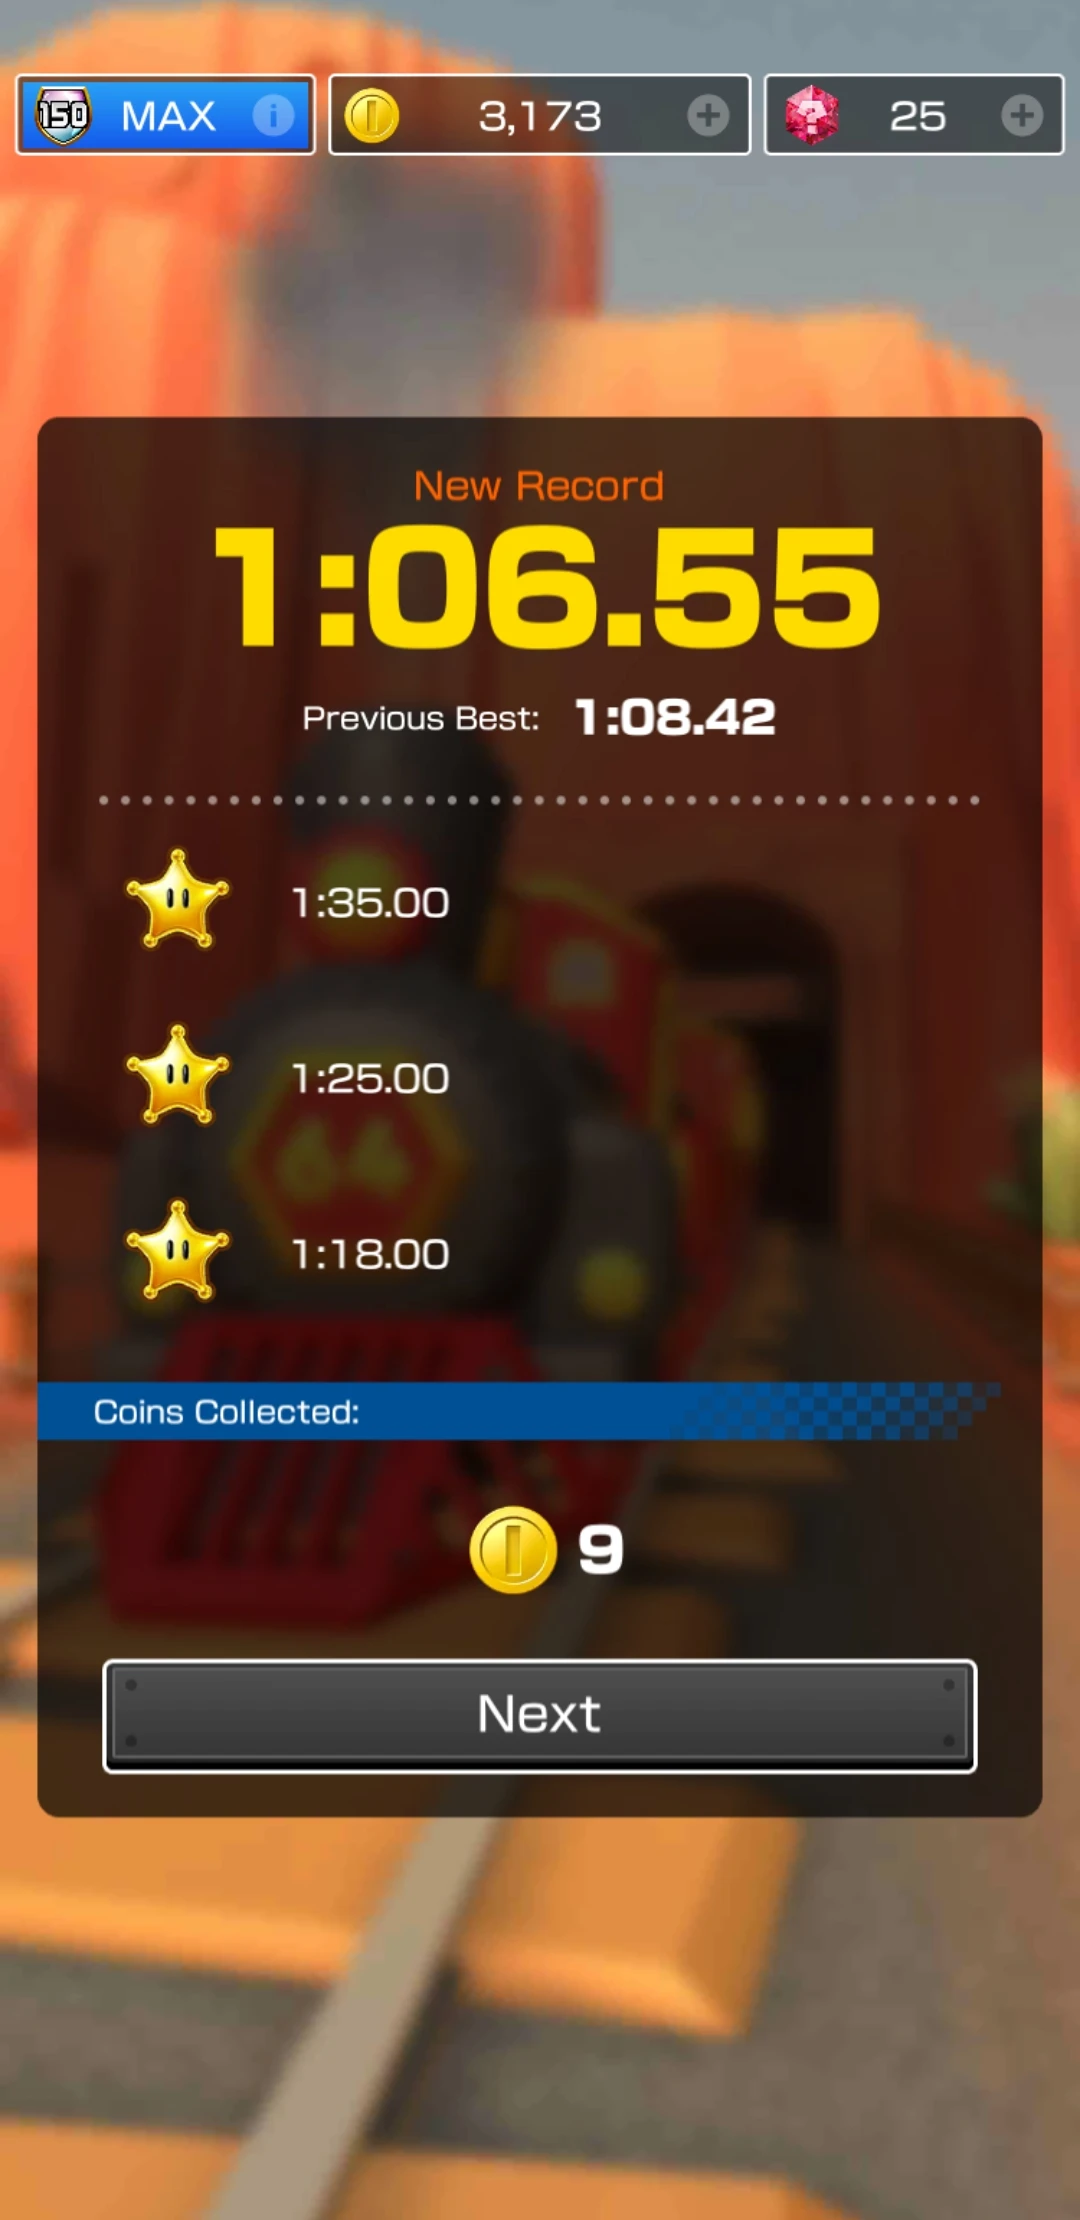 150 MAX i 3,173 + 25 +
New Record
1:06.55
Previous Best: 1:08.42
1:35.00
1:25.00
64
1:18.00
Coins Collected:
9
Next